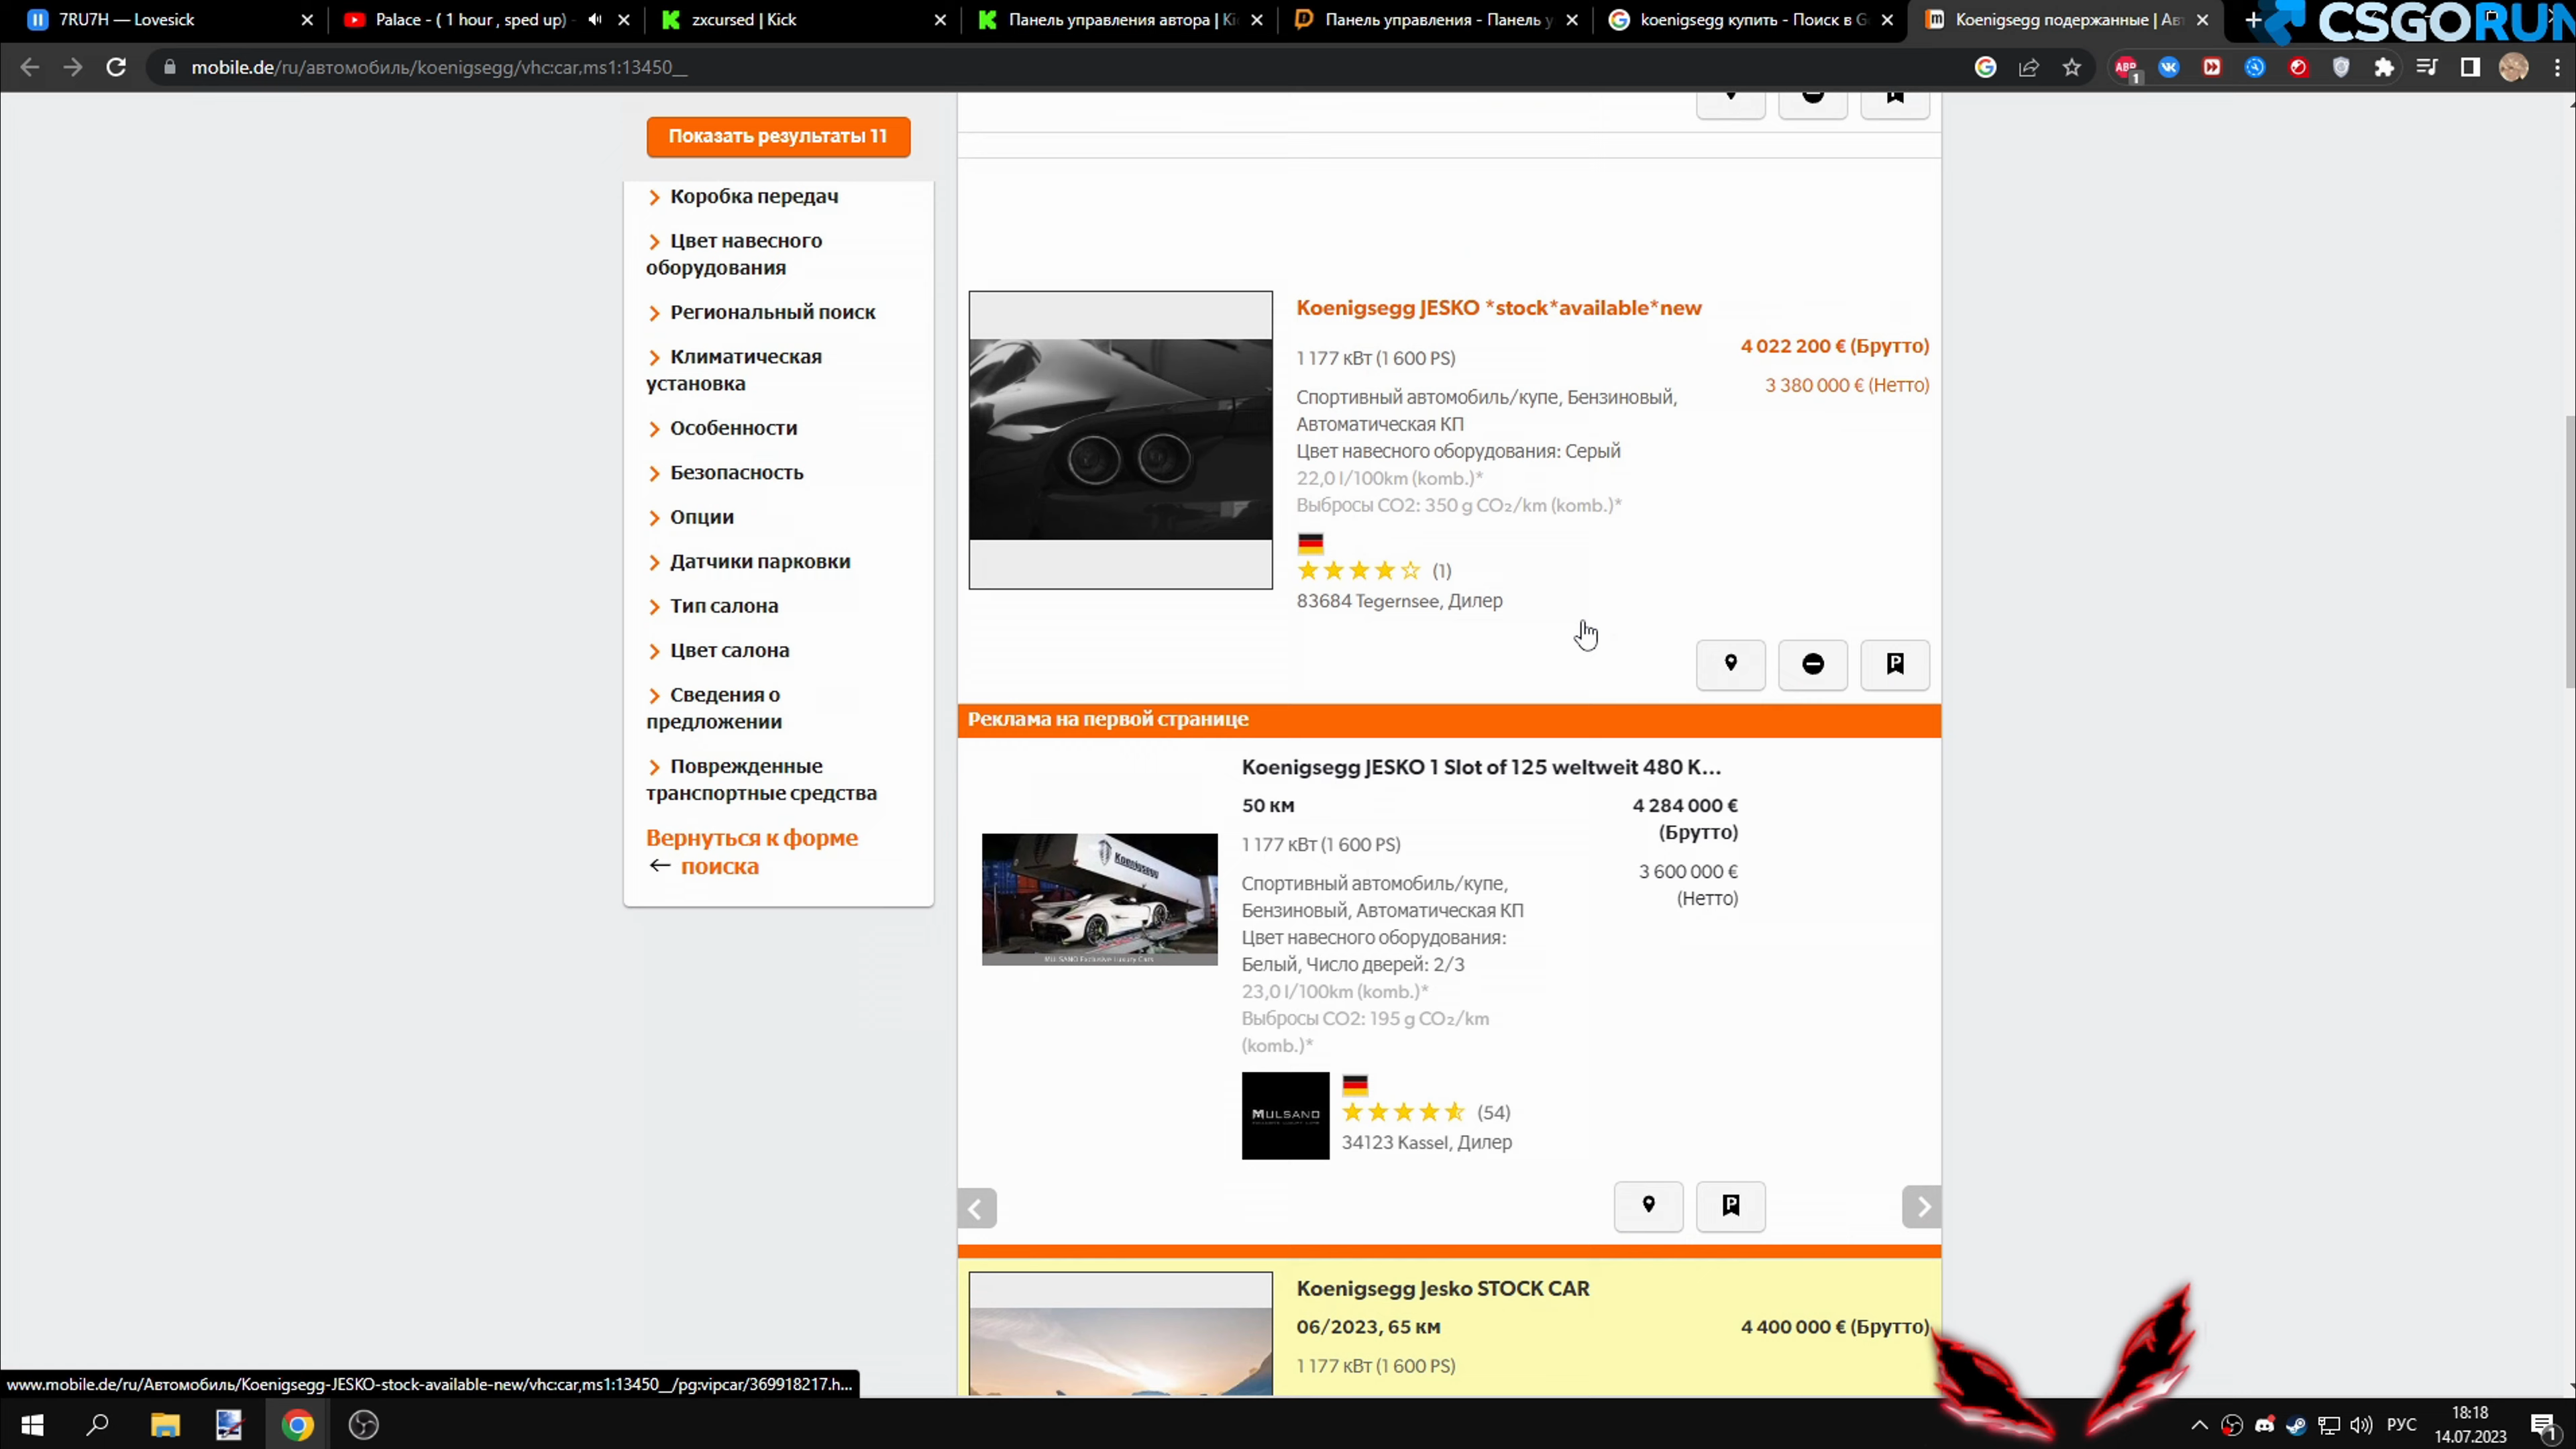 7RU7H — Lovesick
Palace - ( 1 hour , sped up) -
zxcursed | Kick
Панель управления автора | Ki
Панель управления - Панель у
koenigsegg купить - Поиск в G
Koenigsegg подержанные | Ав
CSGORUN
mobile.de/ru/автомобиль/koenigsegg/vhc:car,ms1:13450__
ABP
1
Показать результаты 11
Коробка передач
Цвет навесного
оборудования
Региональный поиск
Климатическая
установка
Особенности
Безопасность
Опции
Датчики парковки
Тип салона
Цвет салона
Сведения о
предложении
Поврежденные
транспортные средства
Вернуться к форме
поиска
Koenigsegg JESKO *stock*available*new
4 022 200 € (Брутто)
1 177 кВт (1 600 PS)
3 380 000 € (Нетто)
Спортивный автомобиль/купе, Бензиновый,
Автоматическая КП
Цвет навесного оборудования: Серый
22,0 l/100km (komb.)*
Выбросы CO2: 350 g CO₂/km (komb.)*
(1)
83684 Tegernsee, Дилер
Реклама на первой странице
Koenigsegg JESKO 1 Slot of 125 weltweit 480 K...
50 км
4 284 000 €
(Брутто)
1 177 кВт (1 600 PS)
3 600 000 €
(Нетто)
Спортивный автомобиль/купе,
Бензиновый, Автоматическая КП
Цвет навесного оборудования:
Белый, Число дверей: 2/3
23,0 l/100km (komb.)*
Выбросы CO2: 195 g CO₂/km
(komb.)*
Koenigsegg
MULSANO Exclusive Luxury Cars
MULSANO
(54)
34123 Kassel, Дилер
Koenigsegg Jesko STOCK CAR
06/2023, 65 км
4 400 000 € (Брутто)
1 177 кВт (1 600 PS)
www.mobile.de/ru/Автомобиль/Koenigsegg-JESKO-stock-available-new/vhc:car,ms1:13450__/pg:vipcar/369918217.h...
РУС
18:18
14.07.2023
1